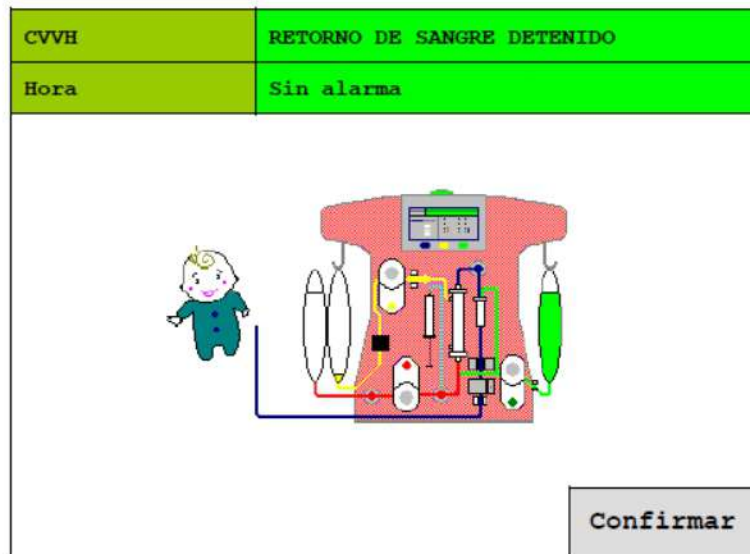 CVVH
RETORNO DE SANGRE DETENIDO
Hora
Sin alarma
Confirmar